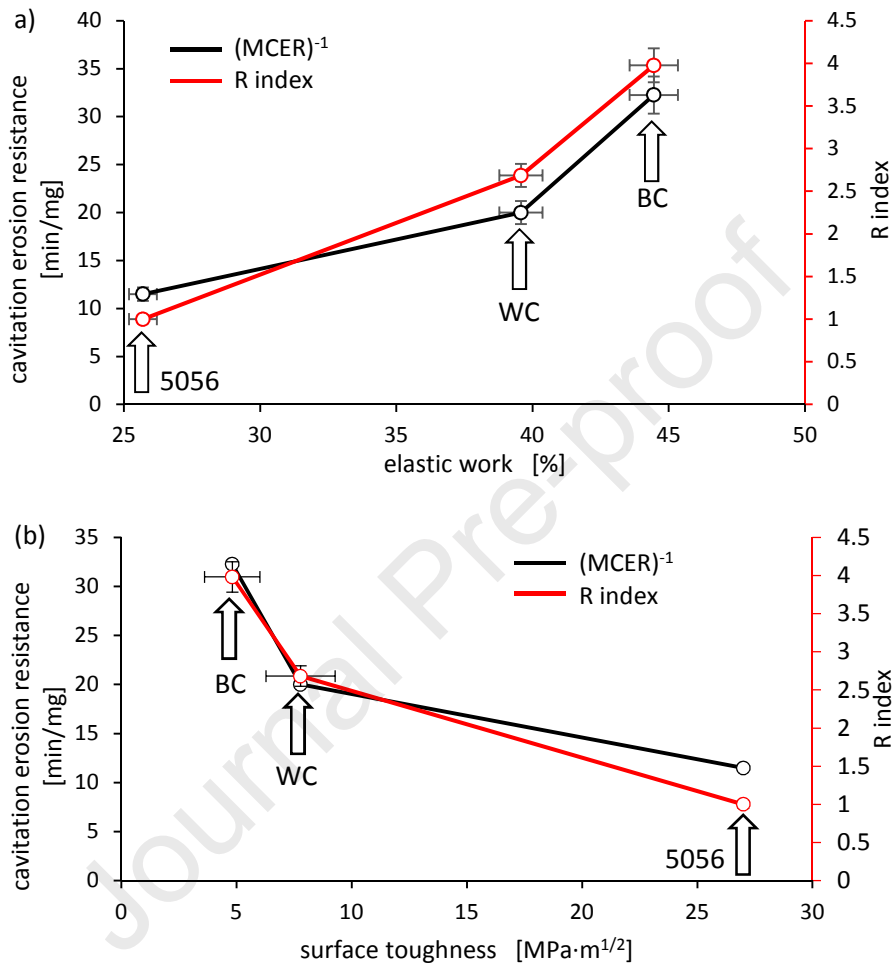 a)
(MCER)⁻¹
R index
cavitation erosion resistance
[min/mg]
40
35
30
25
20
15
10
5
0
4.5
4
3.5
3
2.5
2
1.5
1
0.5
0
R index
BC
WC
5056
25
30
35
40
45
50
elastic work [%]
(b)
(MCER)⁻¹
R index
cavitation erosion resistance
[min/mg]
35
30
25
20
15
10
5
0
4.5
4
3.5
3
2.5
2
1.5
1
0.5
0
R index
BC
WC
5056
0
5
10
15
20
25
30
surface toughness [MPa·m¹ᐟ²]
Journal Pre-proof